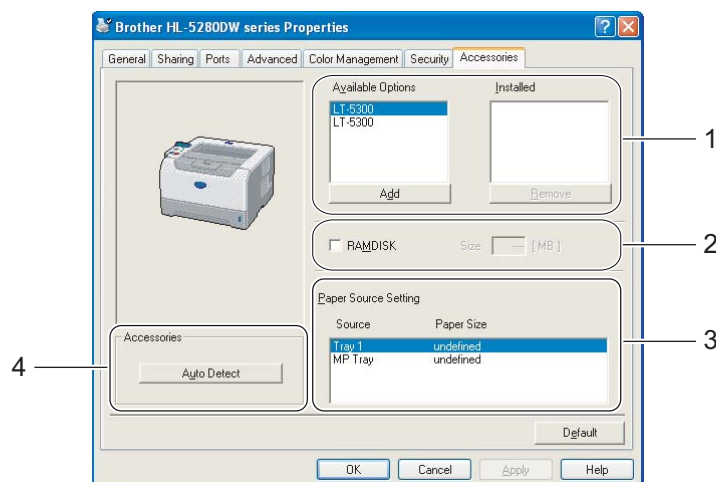 Brother HL-5280DW series Properties
General Sharing Ports Advanced Color Management Security Accessories
Available Options Installed
LT-5300
LT-5300
1
Add Remove
RAMDISK Size --- [ MB ] 2
Paper Source Setting
Source Paper Size
Tray 1 undefined 3
MP Tray undefined
Accessories
4
Auto Detect
Default
OK Cancel Apply Help